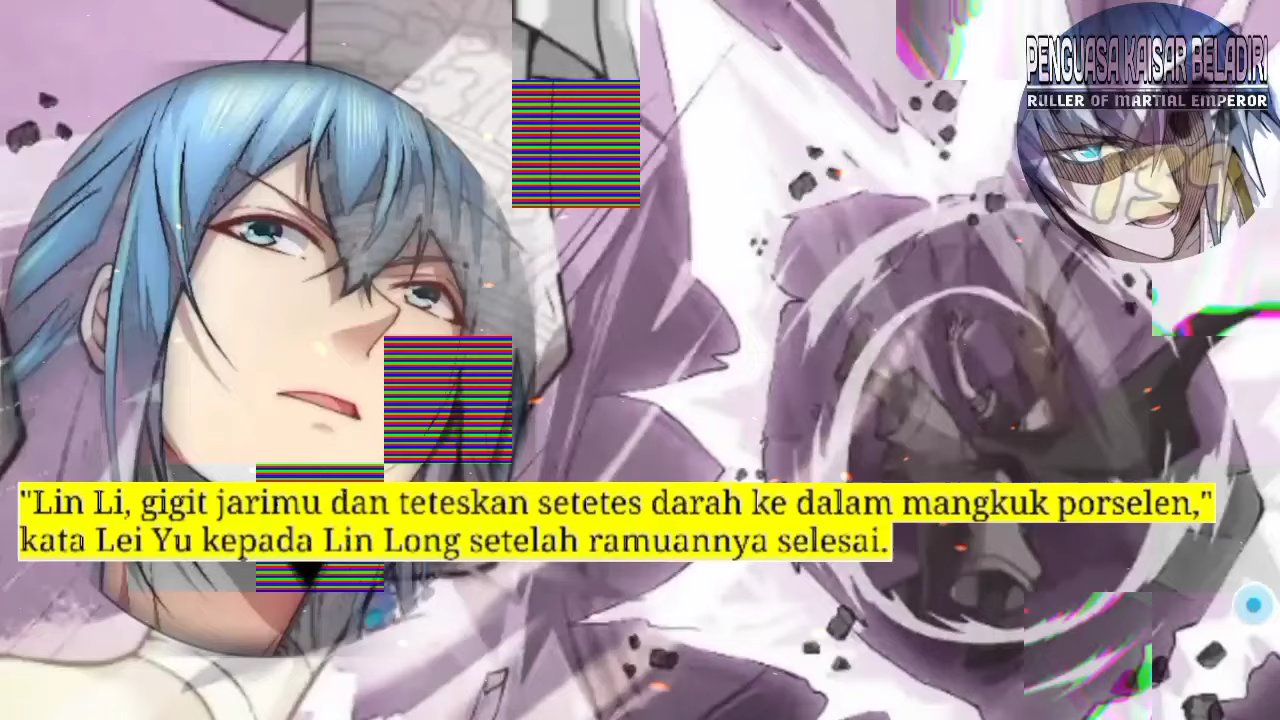 PENGUASA KAISAR BELADIRI
RULLER OF MARTIAL EMPEROR
"Lin Li, gigit jarimu dan teteskan setetes darah ke dalam mangkuk porselen,"
kata Lei Yu kepada Lin Long setelah ramuannya selesai.